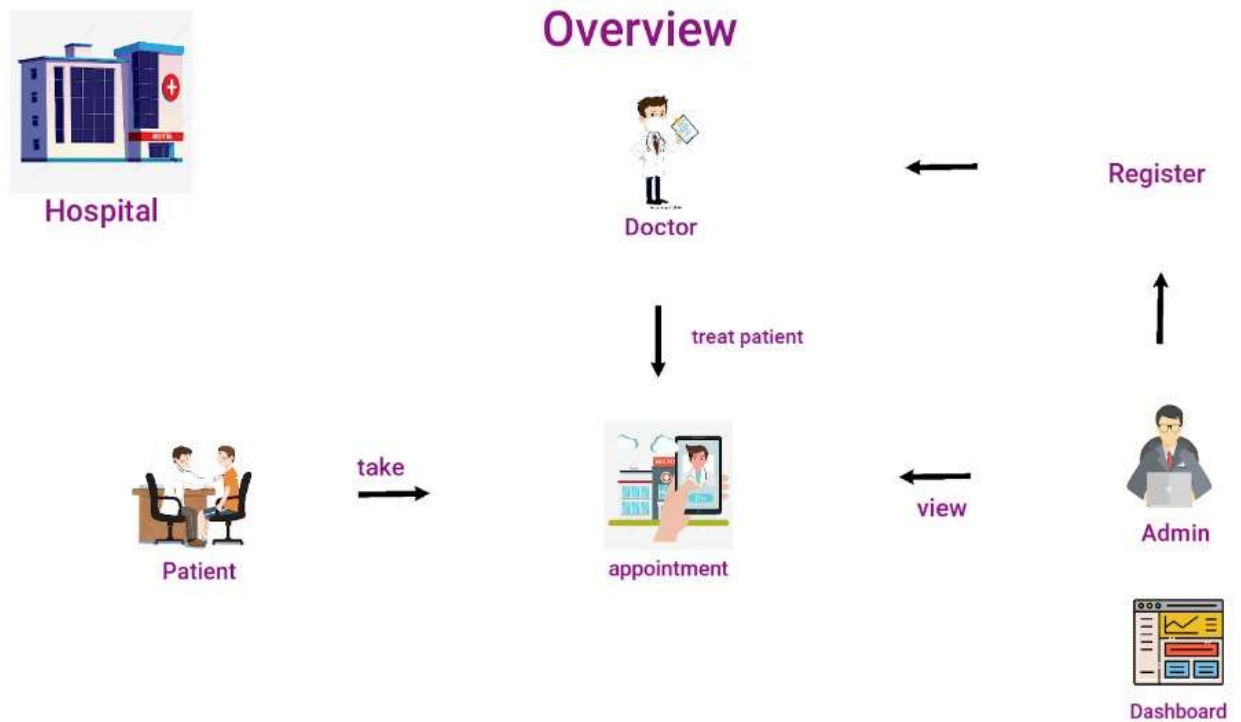 Overview
Hospital
Doctor
Register
treat patient
take
view
Patient
appointment
Admin
Dashboard